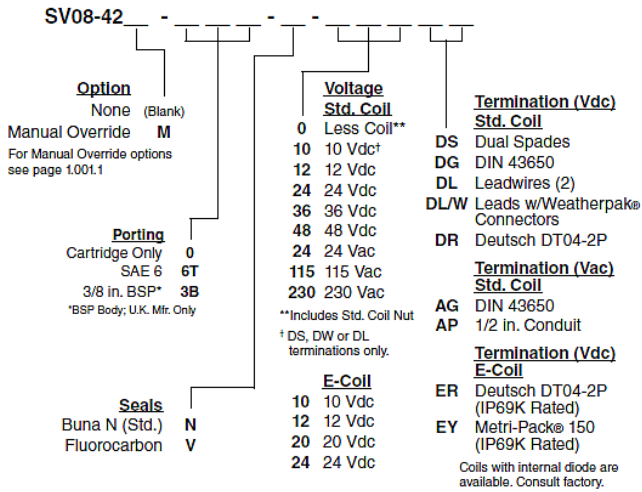 SV08-42__ - ___ - _ - ___ __
Option
None (Blank)
Manual Override M
For Manual Override options
see page 1.001.1
Porting
Cartridge Only 0
SAE 6 6T
3/8 in. BSP* 3B
*BSP Body; U.K. Mfr. Only
Seals
Buna N (Std.) N
Fluorocarbon V
Voltage
Std. Coil
0 Less Coil**
10 10 Vdc†
12 12 Vdc
24 24 Vdc
36 36 Vdc
48 48 Vdc
24 24 Vac
115 115 Vac
230 230 Vac
**Includes Std. Coil Nut
† DS, DW or DL
terminations only.
E-Coil
10 10 Vdc
12 12 Vdc
20 20 Vdc
24 24 Vdc
Termination (Vdc)
Std. Coil
DS Dual Spades
DG DIN 43650
DL Leadwires (2)
DL/W Leads w/Weatherpak®
Connectors
DR Deutsch DT04-2P
Termination (Vac)
Std. Coil
AG DIN 43650
AP 1/2 in. Conduit
Termination (Vdc)
E-Coil
ER Deutsch DT04-2P
(IP69K Rated)
EY Metri-Pack® 150
(IP69K Rated)
Coils with internal diode are
available. Consult factory.